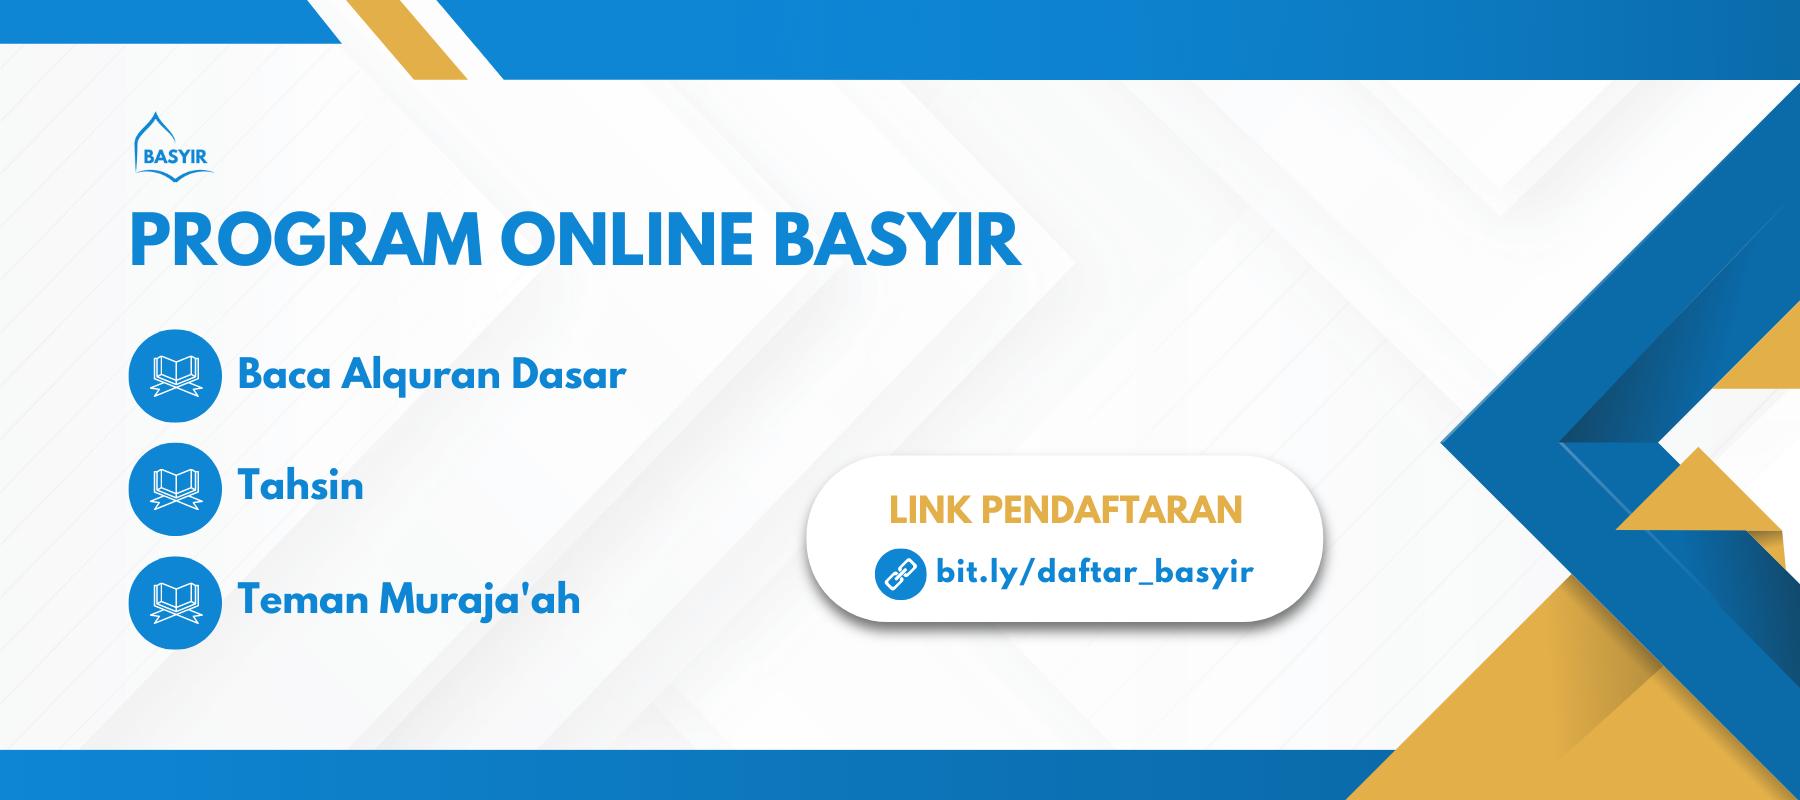 BASYIR
PROGRAM ONLINE BASYIR
Baca Alquran Dasar
Tahsin
Teman Muraja'ah
LINK PENDAFTARAN
bit.ly/daftar_basyir